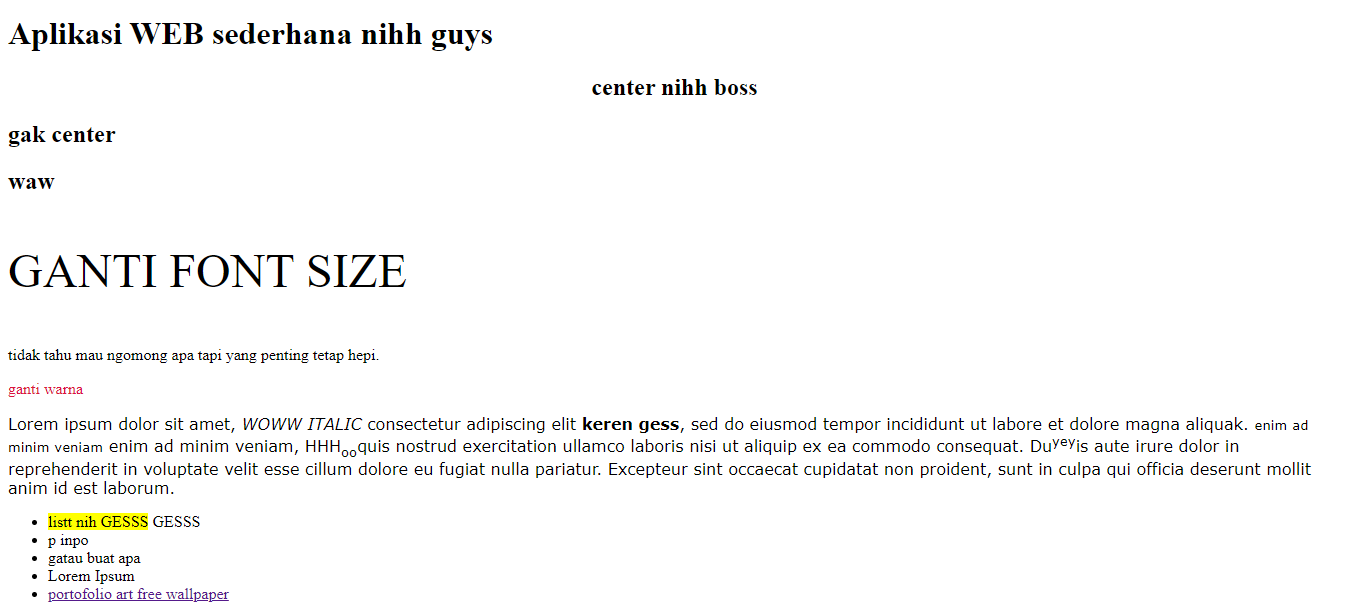 Aplikasi WEB sederhana nihh guys
center nihh boss
gak center
waw
GANTI FONT SIZE
tidak tahu mau ngomong apa tapi yang penting tetap hepi.
ganti warna
Lorem ipsum dolor sit amet, WOWW ITALIC consectetur adipiscing elit keren gess, sed do eiusmod tempor incididunt ut labore et dolore magna aliquak. enim ad
minim veniam enim ad minim veniam, HHHooquis nostrud exercitation ullamco laboris nisi ut aliquip ex ea commodo consequat. Duyeyis aute irure dolor in
reprehenderit in voluptate velit esse cillum dolore eu fugiat nulla pariatur. Excepteur sint occaecat cupidatat non proident, sunt in culpa qui officia deserunt mollit
anim id est laborum.
listt nih GESSS GESSS
p inpo
gatau buat apa
Lorem Ipsum
portofolio art free wallpaper